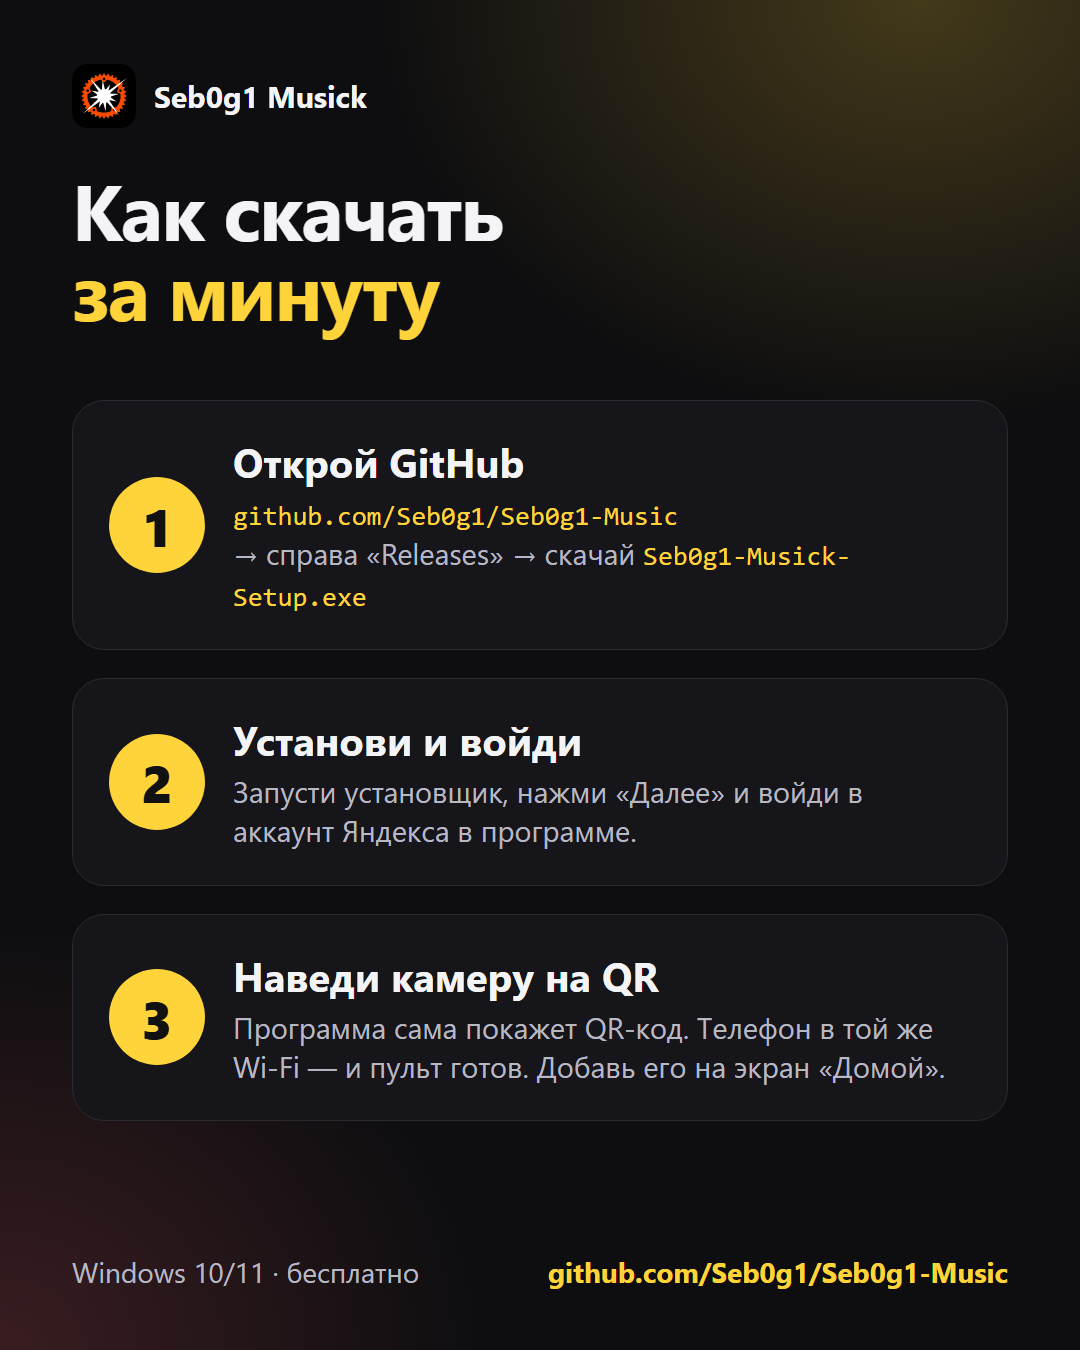 Seb0g1 Musick
Как скачать
за минуту
1
Открой GitHub
github.com/Seb0g1/Seb0g1-Music
→ справа «Releases» → скачай Seb0g1-Musick-
Setup.exe
2
Установи и войди
Запусти установщик, нажми «Далее» и войди в
аккаунт Яндекса в программе.
3
Наведи камеру на QR
Программа сама покажет QR-код. Телефон в той же
Wi-Fi — и пульт готов. Добавь его на экран «Домой».
Windows 10/11 · бесплатно
github.com/Seb0g1/Seb0g1-Music